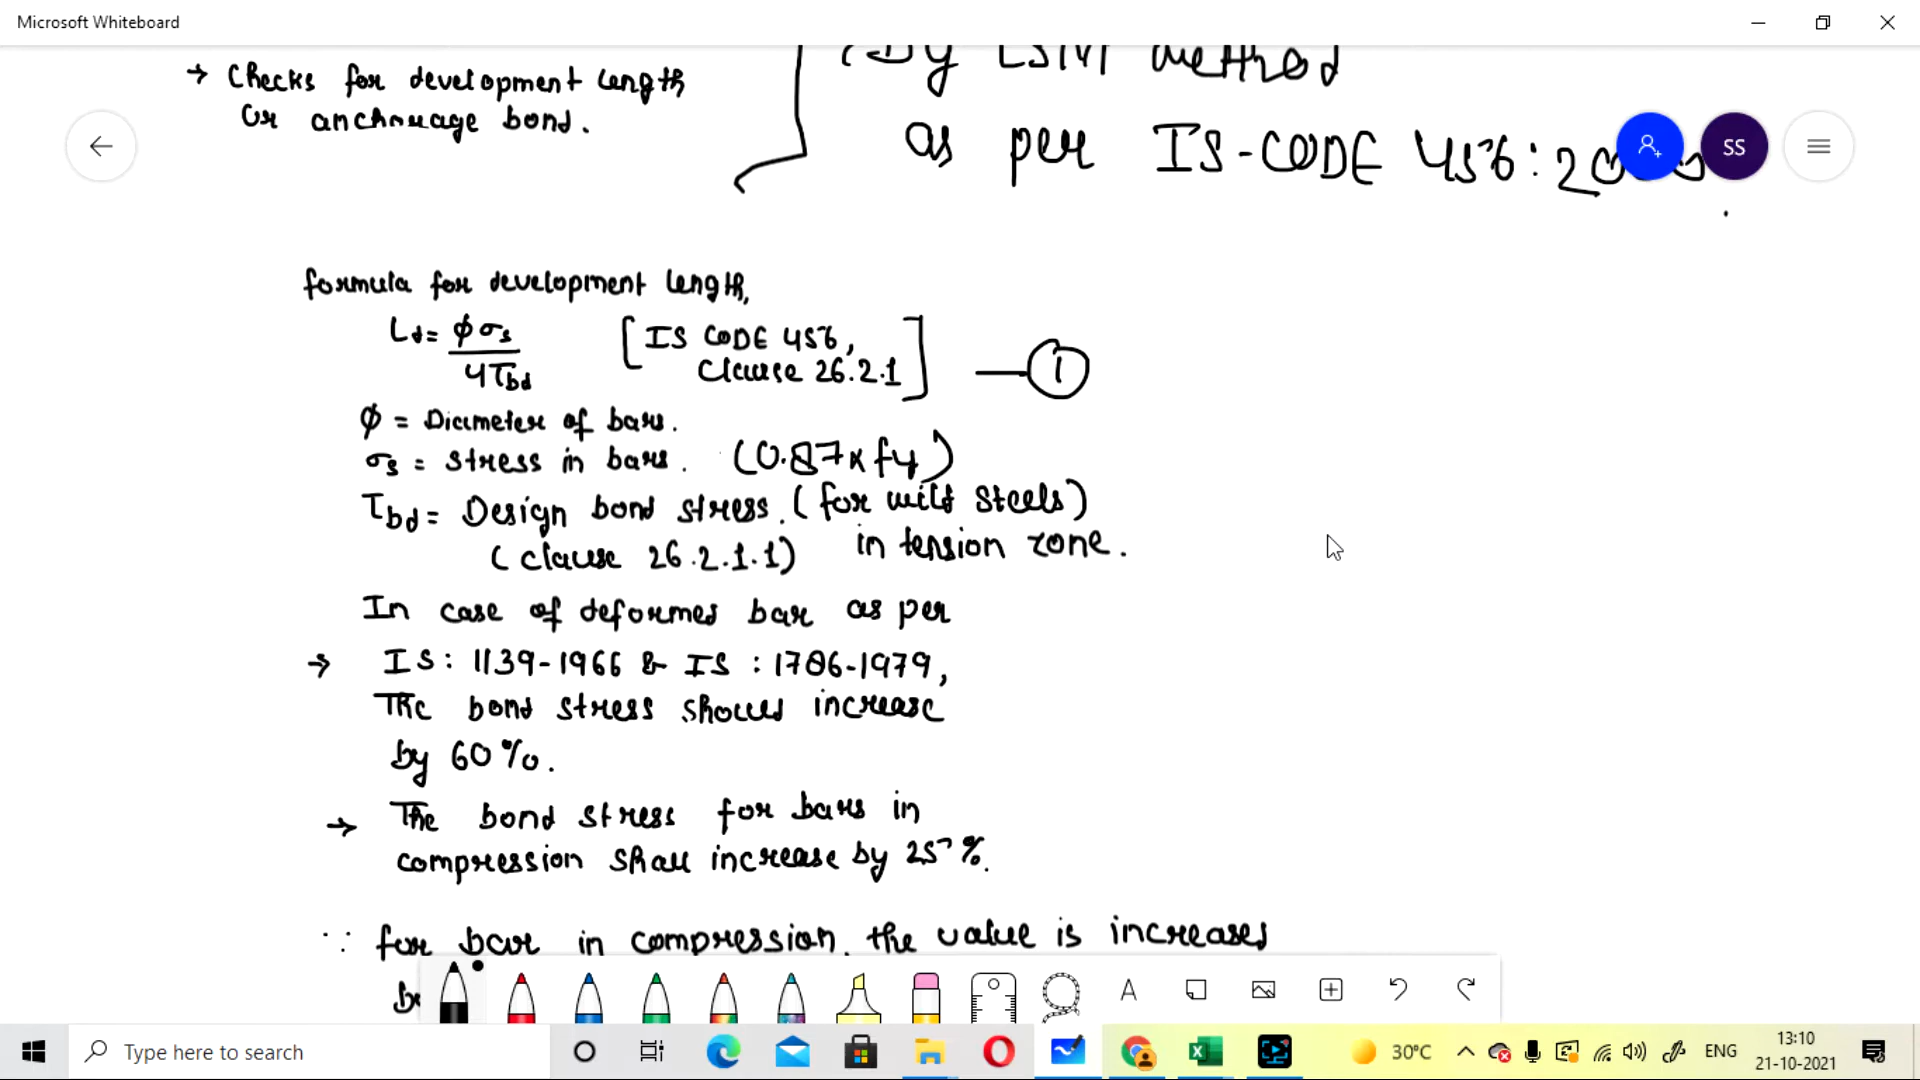 Microsoft Whiteboard
(By LSM method
→ Checks for development length
or anchorage bond.
as per IS-CODE 456:
SS
formula for development length,
Ld = ϕσs / 4τbd [IS CODE 456, clause 26.2.1] — 1
ϕ = Diameter of bars.
σs = stress in bars. (0.87×fy)
τbd = Design bond stress. (for mild steels)
(clause 26.2.1.1) in tension zone.
In case of deformed bar as per
→ IS: 1139-1966 & IS: 1786-1979,
The bond stress should increase
by 60%.
→ The bond stress for bars in
compression shall increase by 25%.
∵ for bar in compression, the value is increased
A
Type here to search
30°C
ENG
13:10
21-10-2021